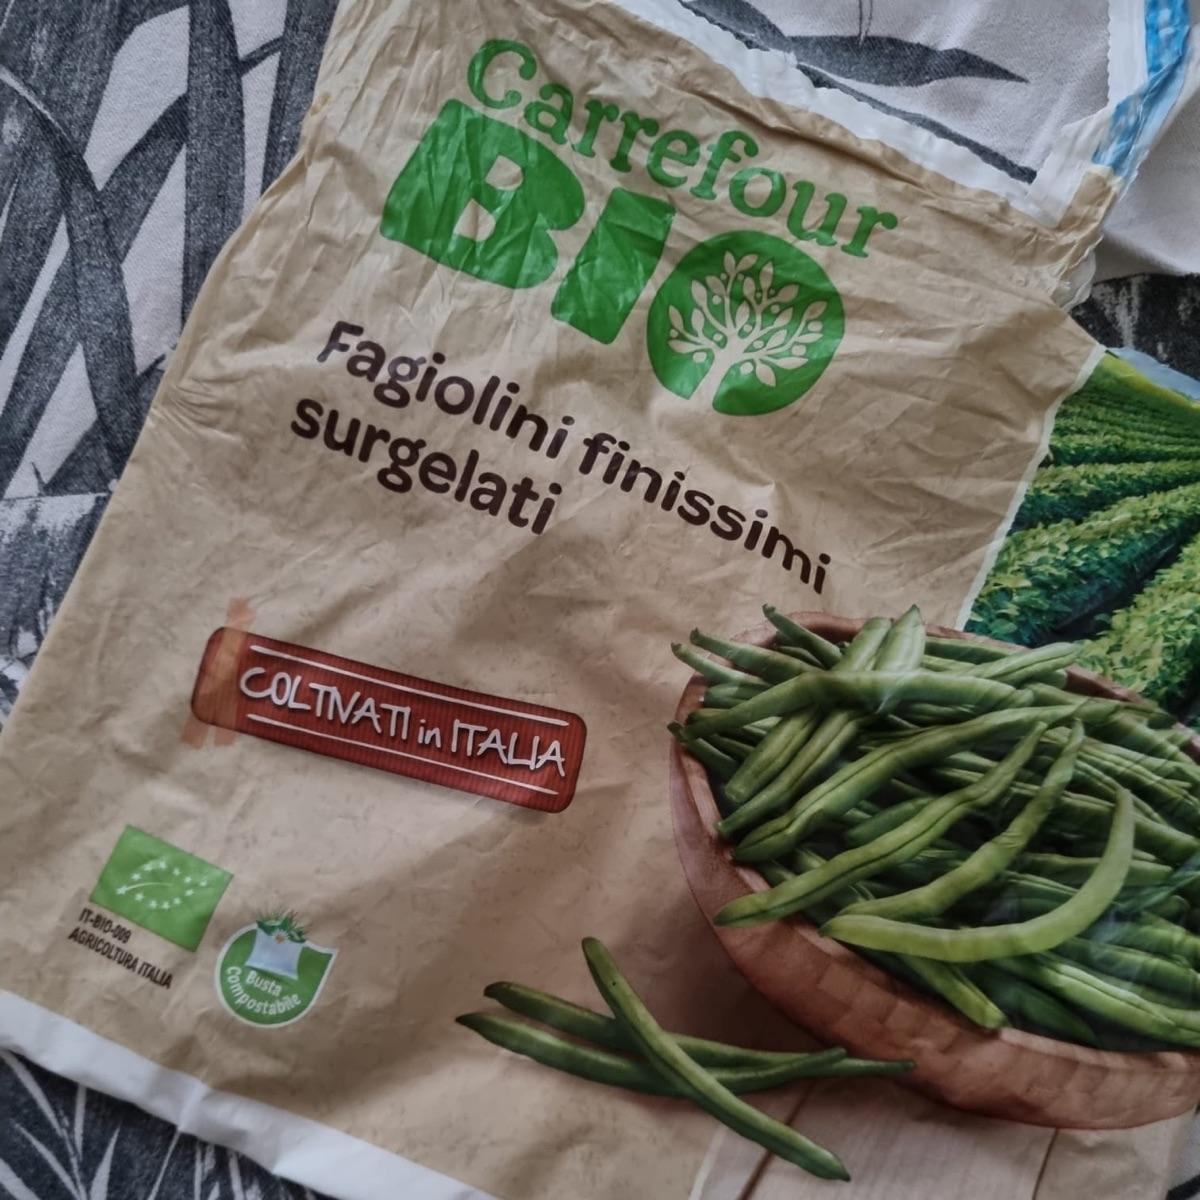 Carrefour
BIO
Fagiolini finissimi
surgelati
COLTIVATI in ITALIA
IT-BIO-009
AGRICOLTURA ITALIA
Busta
Compostabile